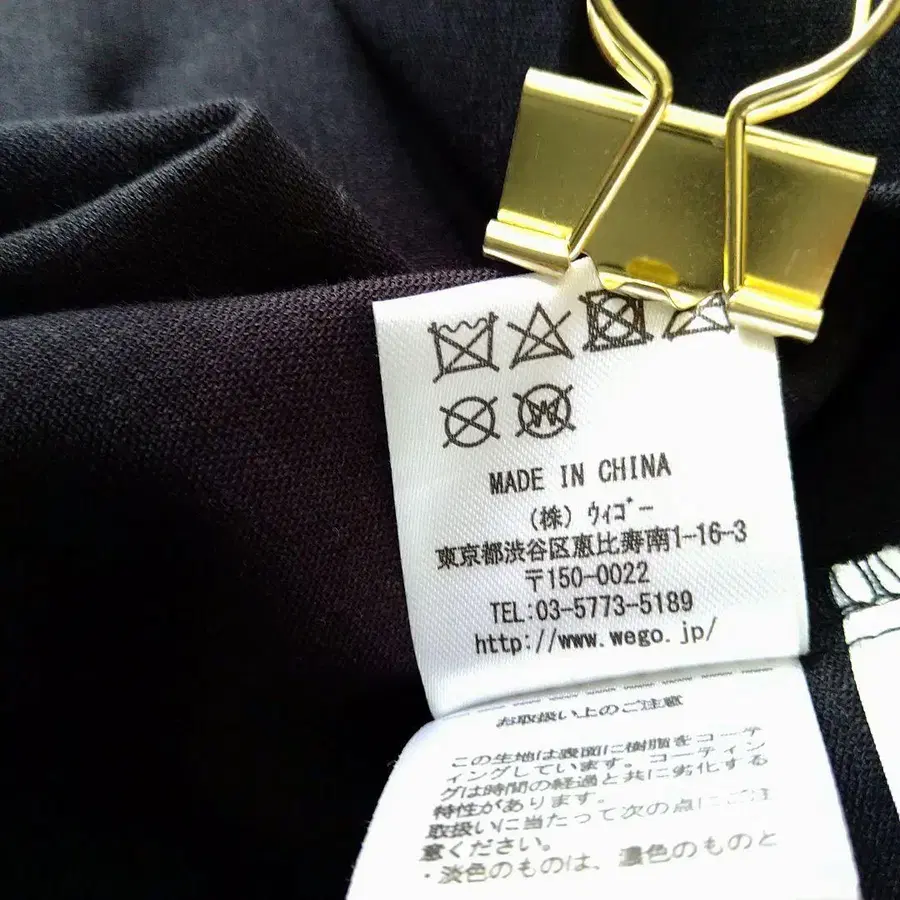 MADE IN CHINA
(株) ｳｨｺﾞｰ
東京都渋谷区恵比寿南1-16-3
〒150-0022
TEL:03-5773-5189
http://www.wego.jp/
お取扱い上のご注意
この生地は表面に樹脂をコーテ
ィングしています。コーティン
グは時間の経過と共に劣化する
特性があります。
取扱いに当たって次の点にご注
意ください。
・淡色のものは、濃色のものと